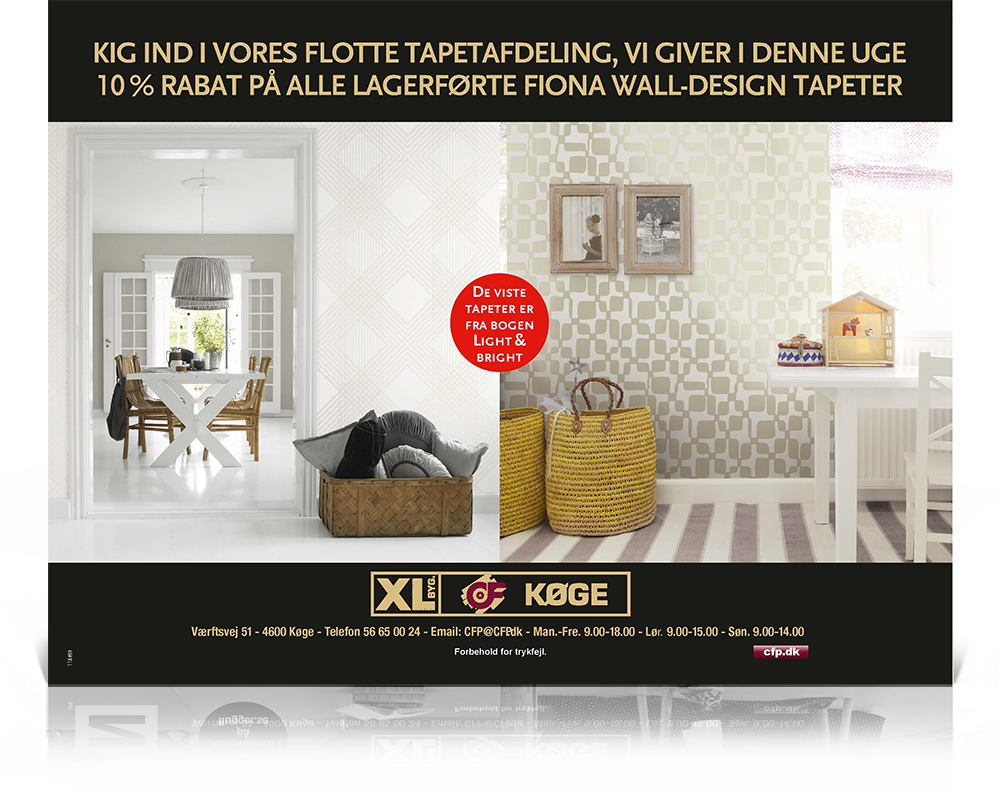 KIG IND I VORES FLOTTE TAPETAFDELING, VI GIVER I DENNE UGE
10 % RABAT PÅ ALLE LAGERFØRTE FIONA WALL-DESIGN TAPETER
DE VISTE
TAPETER ER
FRA BOGEN
LIGHT &
BRIGHT
XL BYG. CF KØGE
Værftsvej 51 - 4600 Køge - Telefon 56 65 00 24 - Email: CFP@CFP.dk - Man.-Fre. 9.00-18.00 - Lør. 9.00-15.00 - Søn. 9.00-14.00
Forbehold for trykfejl.
cfp.dk